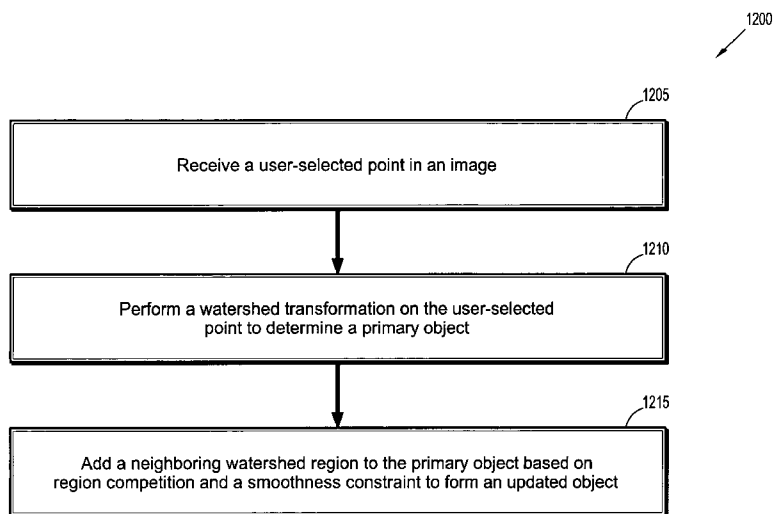 1200
1205
Receive a user-selected point in an image
1210
Perform a watershed transformation on the user-selected
point to determine a primary object
1215
Add a neighboring watershed region to the primary object based on
region competition and a smoothness constraint to form an updated object